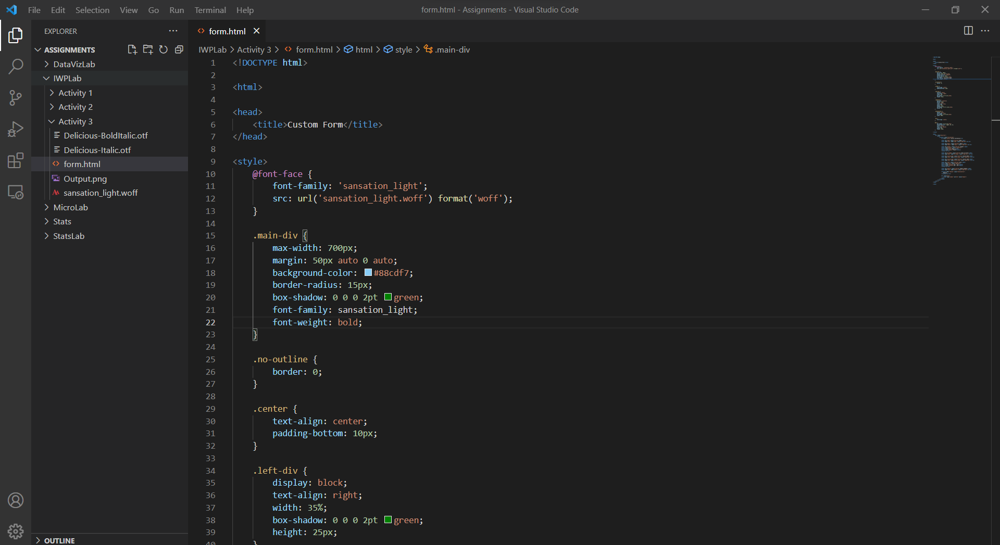 File Edit Selection View Go Run Terminal Help
form.html - Assignments - Visual Studio Code
EXPLORER
ASSIGNMENTS
DataVizLab
IWPLab
Activity 1
Activity 2
Activity 3
Delicious-BoldItalic.otf
Delicious-Italic.otf
form.html
Output.png
sansation_light.woff
MicroLab
Stats
StatsLab
OUTLINE
form.html
IWPLab > Activity 3 > form.html > html > style > .main-div
1 <!DOCTYPE html>
2
3 <html>
4
5 <head>
6 <title>Custom Form</title>
7 </head>
8
9 <style>
10 @font-face {
11 font-family: 'sansation_light';
12 src: url('sansation_light.woff') format('woff');
13 }
14
15 .main-div {
16 max-width: 700px;
17 margin: 50px auto 0 auto;
18 background-color: #88cdf7;
19 border-radius: 15px;
20 box-shadow: 0 0 0 2pt green;
21 font-family: sansation_light;
22 font-weight: bold;
23 }
24
25 .no-outline {
26 border: 0;
27 }
28
29 .center {
30 text-align: center;
31 padding-bottom: 10px;
32 }
33
34 .left-div {
35 display: block;
36 text-align: right;
37 width: 35%;
38 box-shadow: 0 0 0 2pt green;
39 height: 25px;
40 }